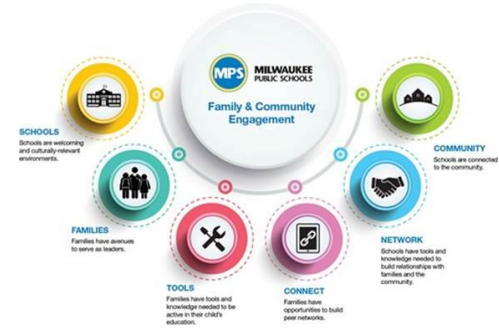 MPS
MILWAUKEE
PUBLIC SCHOOLS
Family & Community
Engagement
SCHOOLS
Schools are welcoming
and culturally-relevant
environments.
FAMILIES
Families have avenues
to serve as leaders.
TOOLS
Families have tools and
knowledge needed to be
active in their child's
education.
CONNECT
Families have
opportunities to build
peer networks.
NETWORK
Schools have tools and
knowledge needed to
build relationships with
families and the
community.
COMMUNITY
Schools are connected
to the community.